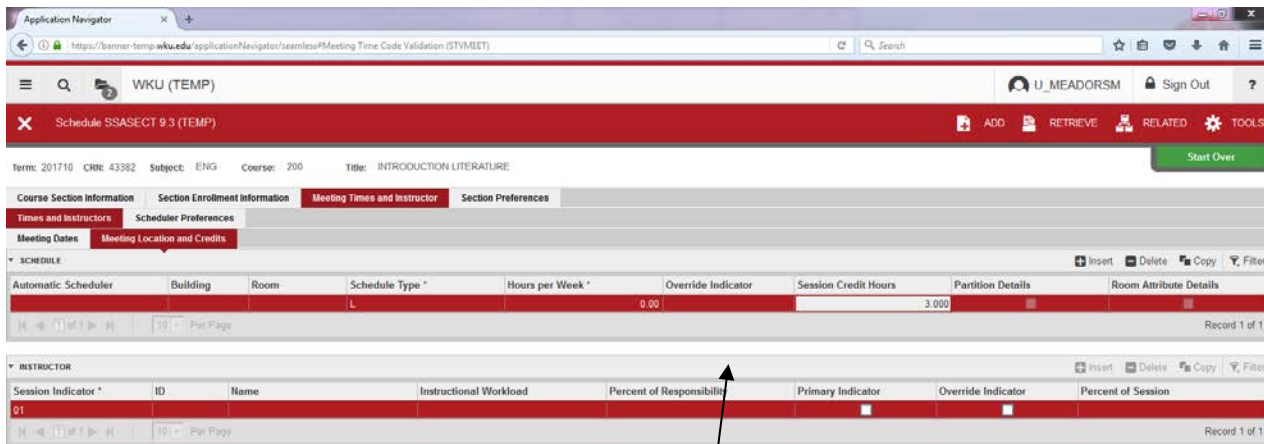 Application Navigator × +
https://banner-temp.wku.edu/applicationNavigator/seamless#Meeting Time Code Validation (STVMEET) Search
2 WKU (TEMP) U_MEADORSM Sign Out ?
X Schedule SSASECT 9.3 (TEMP) ADD RETRIEVE RELATED TOOLS
Term: 201710 CRN: 43382 Subject: ENG Course: 200 Title: INTRODUCTION LITERATURE Start Over
Course Section Information Section Enrollment Information Meeting Times and Instructor Section Preferences
Times and Instructors Scheduler Preferences
Meeting Dates Meeting Location and Credits
SCHEDULE Insert Delete Copy Filter
Automatic Scheduler Building Room Schedule Type * Hours per Week * Override Indicator Session Credit Hours Partition Details Room Attribute Details
L 0.00 3.000
1 of 1 10 Per Page Record 1 of 1
INSTRUCTOR Insert Delete Copy Filter
Session Indicator * ID Name Instructional Workload Percent of Responsibility Primary Indicator Override Indicator Percent of Session
01
1 of 1 10 Per Page Record 1 of 1